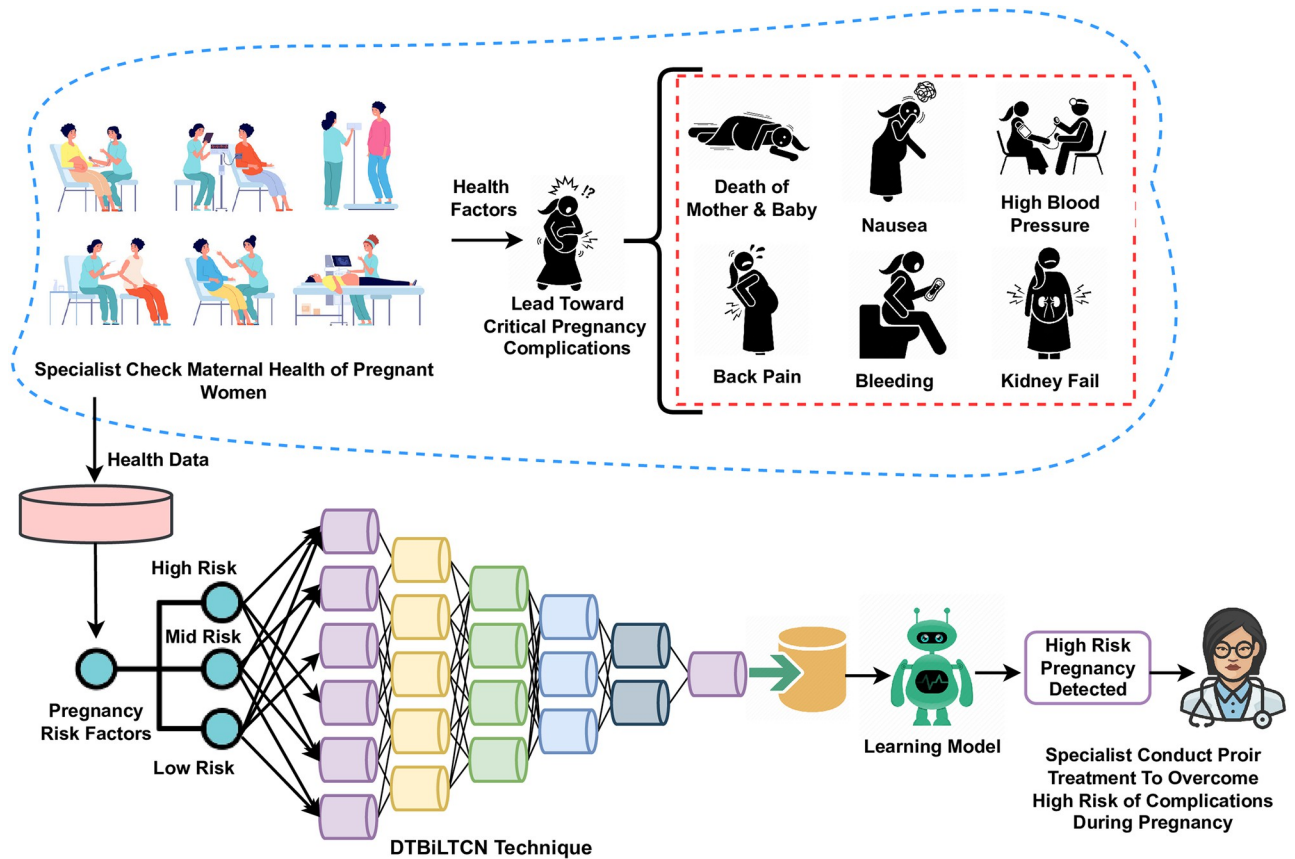 Health
Factors
!?
Lead Toward
Critical Pregnancy
Complications
Death of
Mother & Baby
Nausea
High Blood
Pressure
Back Pain
Bleeding
Kidney Fail
Specialist Check Maternal Health of Pregnant
Women
Health Data
High Risk
Mid Risk
Low Risk
Pregnancy
Risk Factors
DTBiLTCN Technique
Learning Model
High Risk
Pregnancy
Detected
Specialist Conduct Proir
Treatment To Overcome
High Risk of Complications
During Pregnancy